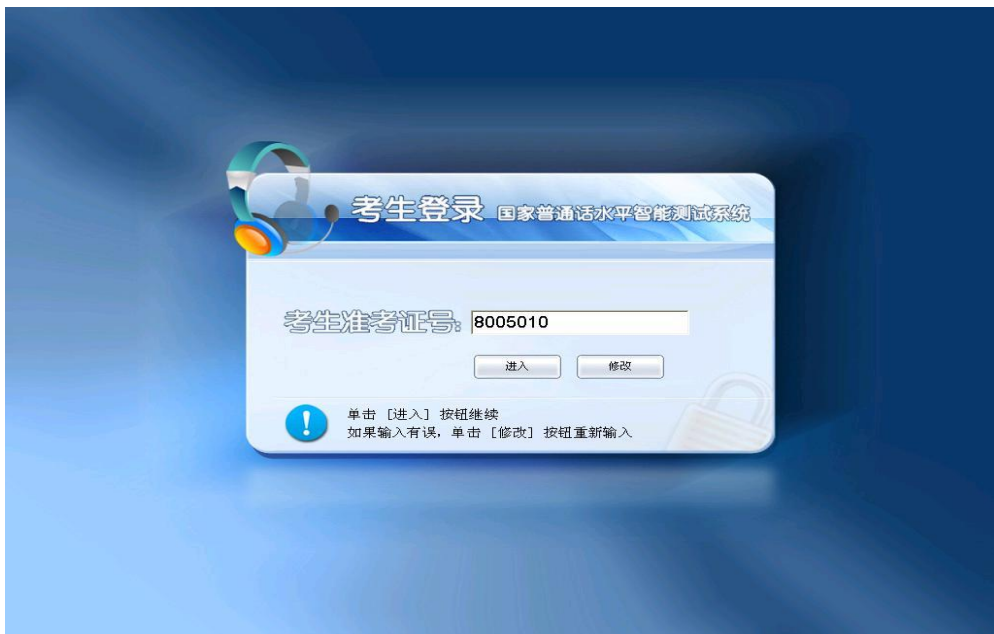 考生登录 国家普通话水平智能测试系统
考生准考证号: 8005010
进入 修改
单击 [进入] 按钮继续
如果输入有误, 单击 [修改] 按钮重新输入